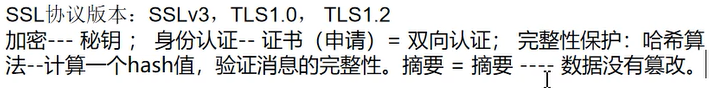 SSL协议版本：SSLv3，TLS1.0， TLS1.2
加密--- 秘钥 ； 身份认证-- 证书（申请）= 双向认证； 完整性保护：哈希算
法--计算一个hash值，验证消息的完整性。摘要 = 摘要 ---- 数据没有篡改。